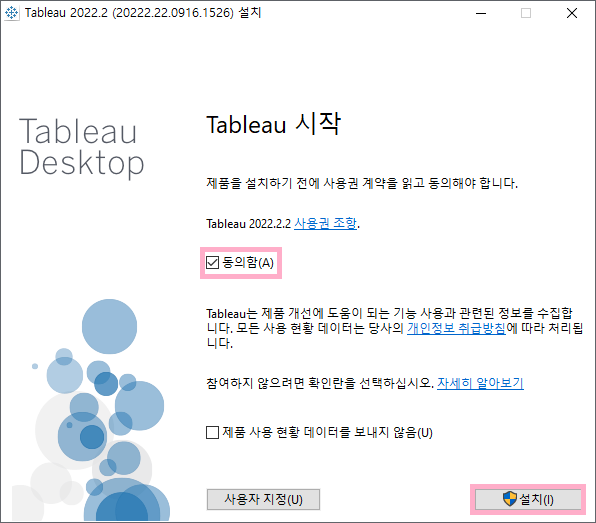 Tableau 2022.2 (20222.22.0916.1526) 설치
Tableau
Desktop
Tableau 시작
제품을 설치하기 전에 사용권 계약을 읽고 동의해야 합니다.
Tableau 2022.2.2 사용권 조항.
동의함(A)
Tableau는 제품 개선에 도움이 되는 기능 사용과 관련된 정보를 수집합
니다. 모든 사용 현황 데이터는 당사의 개인정보 취급방침에 따라 처리됩
니다.
참여하지 않으려면 확인란을 선택하십시오. 자세히 알아보기
제품 사용 현황 데이터를 보내지 않음(U)
사용자 지정(U)
설치(I)